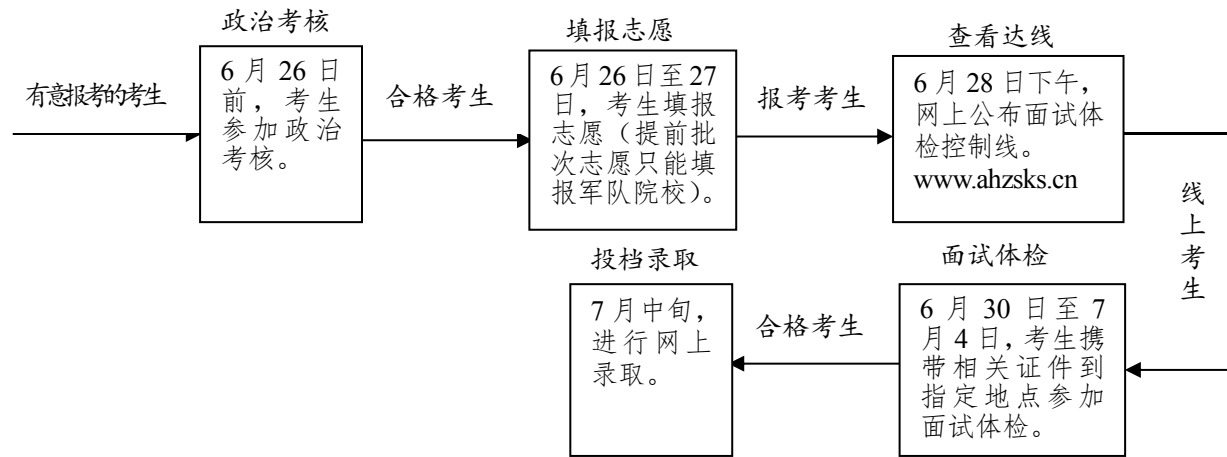 政治考核
6 月 26 日
前，考生
参加政治
考核。
有意报考的考生
合格考生
填报志愿
6月26日至27
日，考生填报
志愿（提前批
次志愿只能填
报军队院校）。
报考考生
查看达线
6 月 28 日下午，
网上公布面试体
检控制线。
www.ahzsks.cn
线
上
考
生
面试体检
6 月 30 日至 7
月 4 日，考生携
带相关证件到
指定地点参加
面试体检。
合格考生
投档录取
7 月中旬，
进行网上
录取。